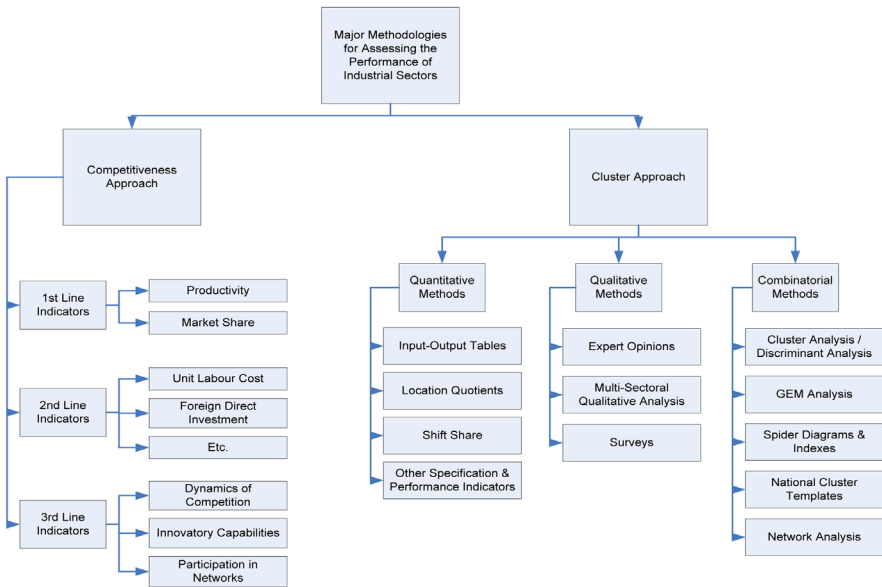 Major Methodologies
for Assessing the
Performance of
Industrial Sectors
Competitiveness
Approach
Cluster Approach
1st Line
Indicators
Productivity
Market Share
2nd Line
Indicators
Unit Labour Cost
Foreign Direct
Investment
Etc.
3rd Line
Indicators
Dynamics of
Competition
Innovatory Capabilities
Participation in
Networks
Quantitative
Methods
Input-Output Tables
Location Quotients
Shift Share
Other Specification &
Performance Indicators
Qualitative
Methods
Expert Opinions
Multi-Sectoral
Qualitative Analysis
Surveys
Combinatorial
Methods
Cluster Analysis /
Discriminant Analysis
GEM Analysis
Spider Diagrams &
Indexes
National Cluster
Templates
Network Analysis